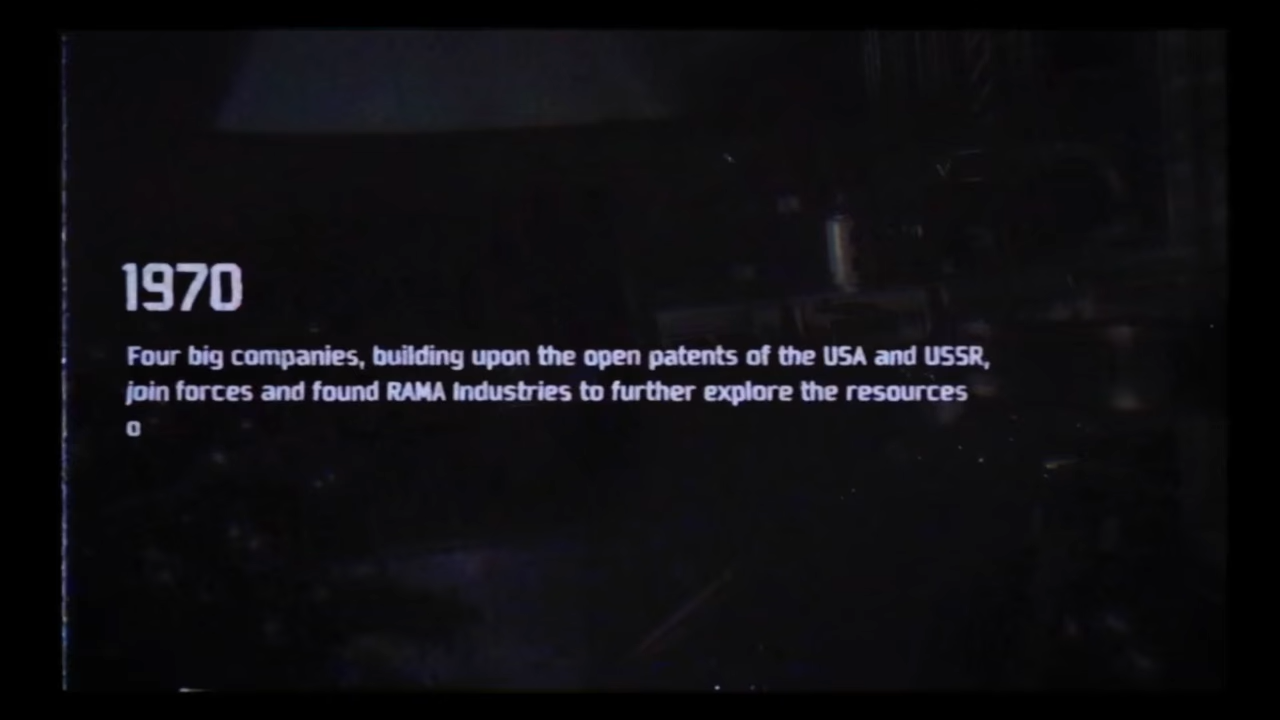 1970
Four big companies, building upon the open patents of the USA and USSR,
join forces and found RAMA Industries to further explore the resources
o